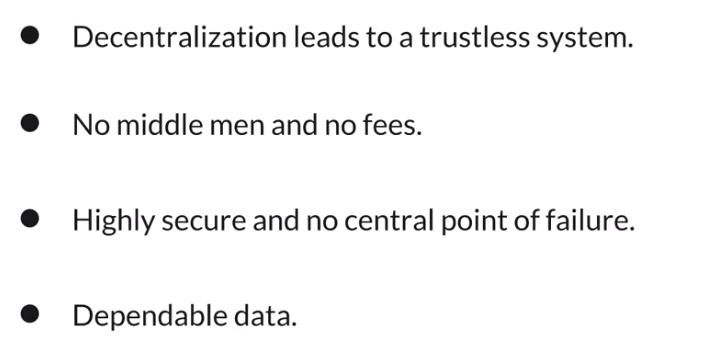 Decentralization leads to a trustless system.
No middle men and no fees.
Highly secure and no central point of failure.
Dependable data.